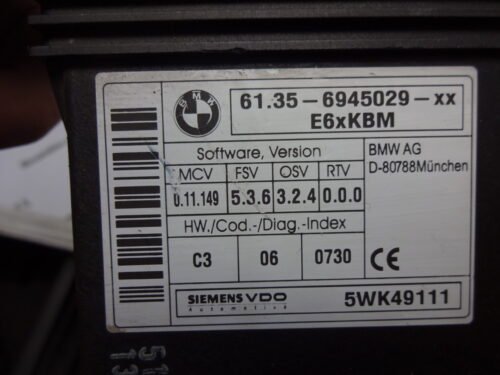 BMW
61.35 - 6945029 - xx
E6xKBM
Software, Version
MCV FSV OSV RTV
0.11.149 5.3.6 3.2.4 0.0.0
HW./Cod.-/Diag.-Index
C3 06 0730
BMW AG
D-80788München
CE
SIEMENS VDO
Automotive
5WK49111